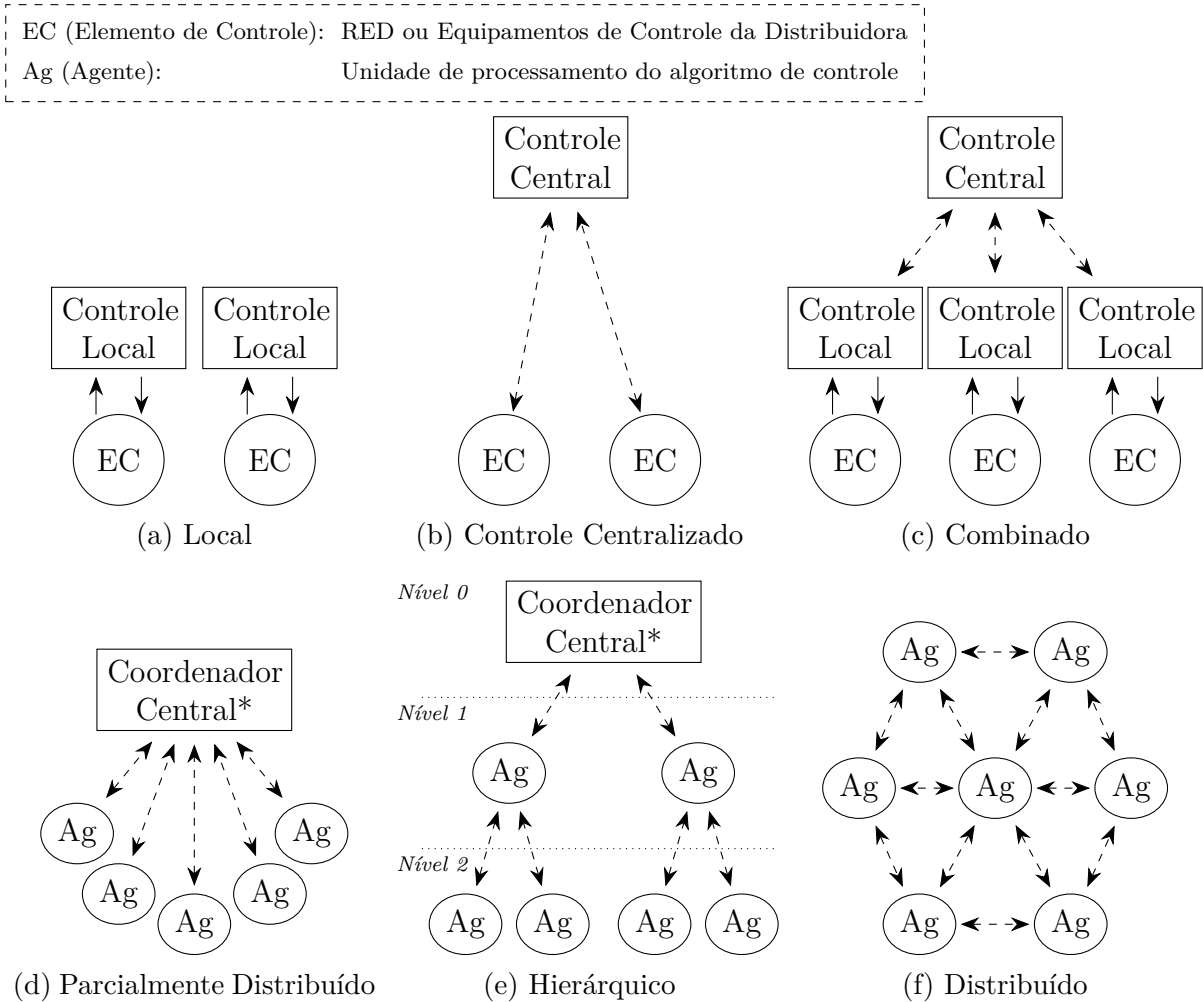 EC (Elemento de Controle): RED ou Equipamentos de Controle da Distribuidora
Ag (Agente): Unidade de processamento do algoritmo de controle
Controle
Local
Controle
Local
EC
EC
(a) Local
Controle
Central
EC
EC
(b) Controle Centralizado
Controle
Central
Controle
Local
Controle
Local
Controle
Local
EC
EC
EC
(c) Combinado
Coordenador
Central*
Ag
Ag
Ag
Ag
Ag
(d) Parcialmente Distribuído
Nível 0
Coordenador
Central*
Nível 1
Ag
Ag
Nível 2
Ag
Ag
Ag
Ag
(e) Hierárquico
Ag
Ag
Ag
Ag
Ag
Ag
Ag
(f) Distribuído